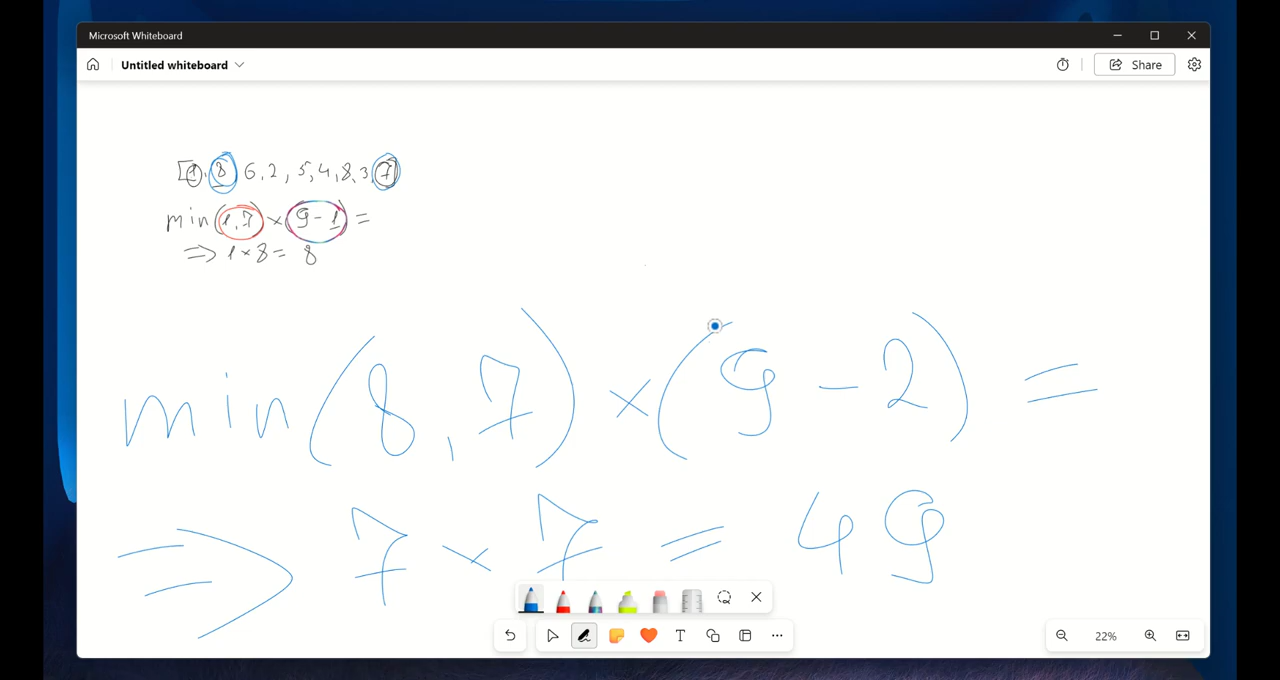 Microsoft Whiteboard
Untitled whiteboard
Share
[1, 8, 6, 2, 5, 4, 8, 3, 7]
min(1,7) × (9-1) =
=> 1 × 8 = 8
min(8,7) × (9-2) =
=> 7 × 7 = 49
T
22%